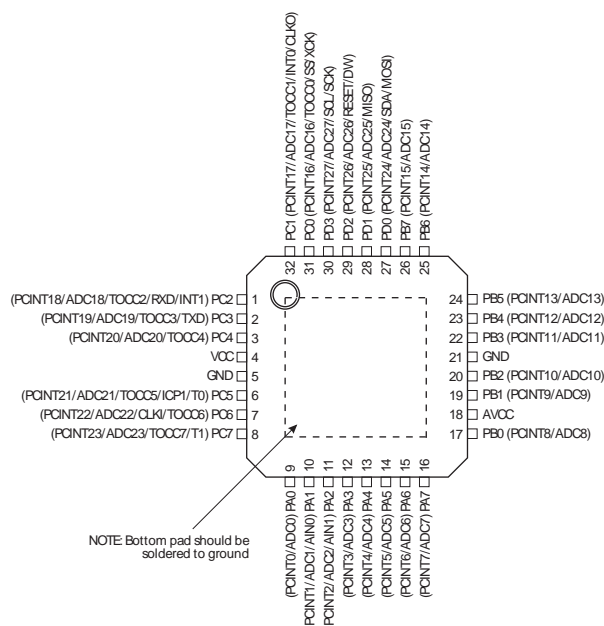 PC1 (PCINT17/ADC17/TOCC1/INT0/CLKO)
PC0 (PCINT16/ADC16/TOCC0/SS/XCK)
PD3 (PCINT27/ADC27/SCL/SCK)
PD2 (PCINT26/ADC26/RESET/DW)
PD1 (PCINT25/ADC25/MISO)
PD0 (PCINT24/ADC24/SDA/MOSI)
PB7 (PCINT15/ADC15)
PB6 (PCINT14/ADC14)
32
31
30
29
28
27
26
25
(PCINT18/ADC18/TOCC2/RXD/INT1) PC2 1
(PCINT19/ADC19/TOCC3/TXD) PC3 2
(PCINT20/ADC20/TOCC4) PC4 3
VCC 4
GND 5
(PCINT21/ADC21/TOCC5/ICP1/T0) PC5 6
(PCINT22/ADC22/CLKI/TOCC6) PC6 7
(PCINT23/ADC23/TOCC7/T1) PC7 8
24 PB5 (PCINT13/ADC13)
23 PB4 (PCINT12/ADC12)
22 PB3 (PCINT11/ADC11)
21 GND
20 PB2 (PCINT10/ADC10)
19 PB1 (PCINT9/ADC9)
18 AVCC
17 PB0 (PCINT8/ADC8)
9
10
11
12
13
14
15
16
(PCINT0/ADC0) PA0
(PCINT1/ADC1/AIN0) PA1
(PCINT2/ADC2/AIN1) PA2
(PCINT3/ADC3) PA3
(PCINT4/ADC4) PA4
(PCINT5/ADC5) PA5
(PCINT6/ADC6) PA6
(PCINT7/ADC7) PA7
NOTE: Bottom pad should be
soldered to ground